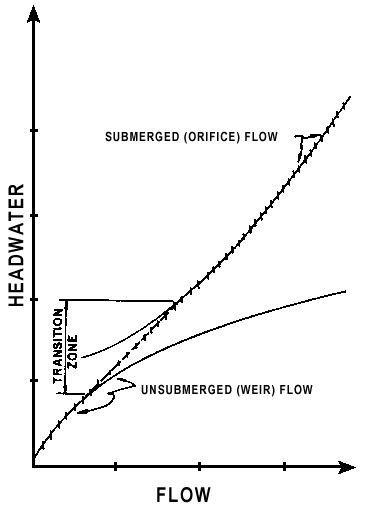 SUBMERGED (ORIFICE) FLOW
HEADWATER
TRANSITION
ZONE
UNSUBMERGED (WEIR) FLOW
FLOW